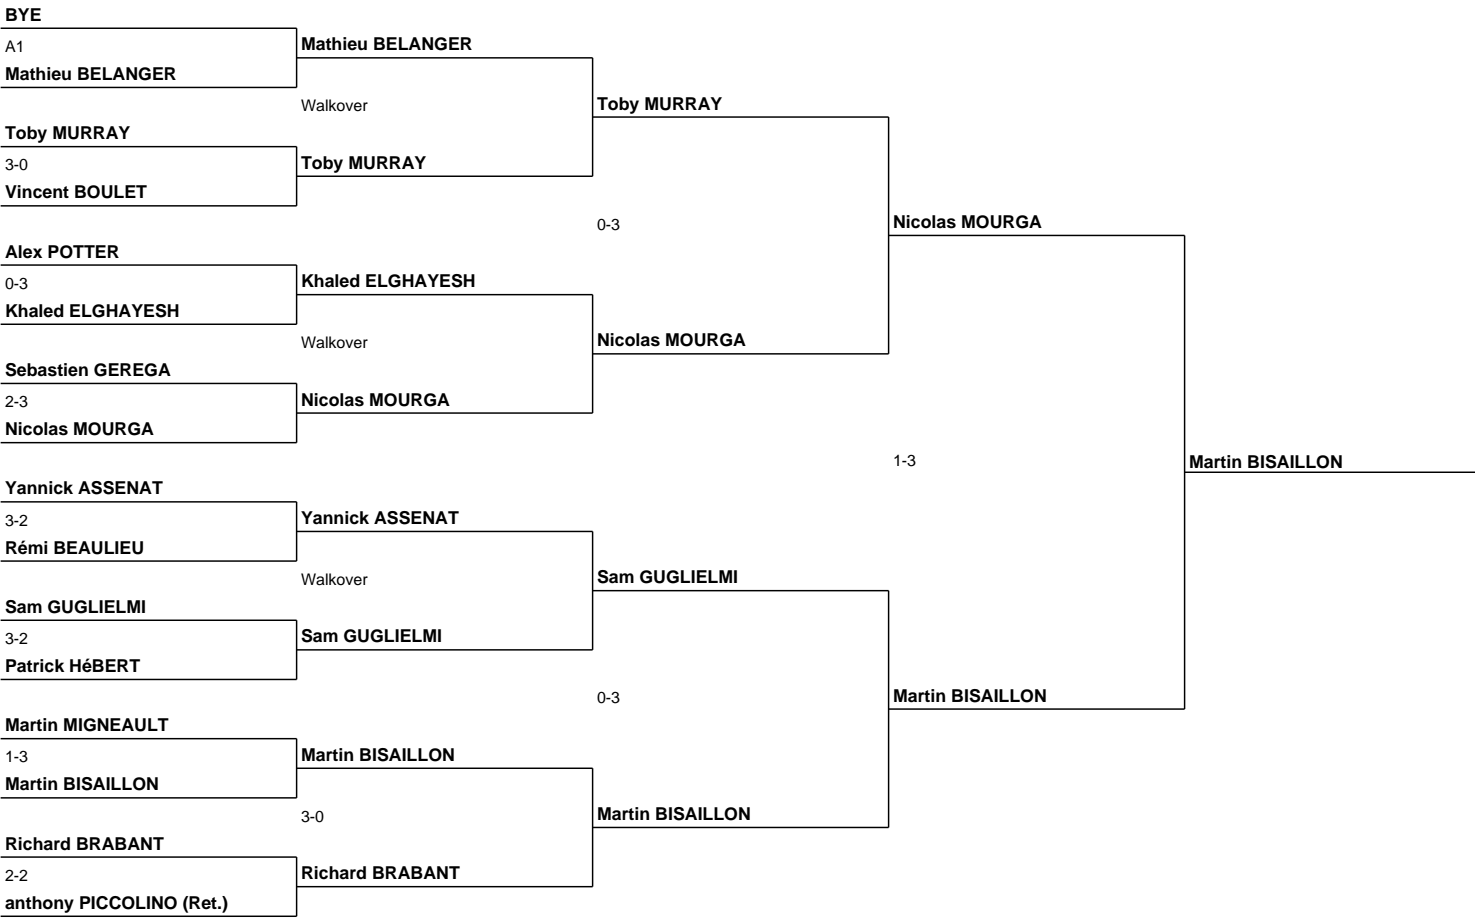 BYE
A1
Mathieu BELANGER
Toby MURRAY
3-0
Vincent BOULET
Alex POTTER
0-3
Khaled ELGHAYESH
Sebastien GEREGA
2-3
Nicolas MOURGA
Yannick ASSENAT
3-2
Rémi BEAULIEU
Sam GUGLIELMI
3-2
Patrick HéBERT
Martin MIGNEAULT
1-3
Martin BISAILLON
Richard BRABANT
2-2
anthony PICCOLINO (Ret.)
Mathieu BELANGER
Walkover
Toby MURRAY
Khaled ELGHAYESH
Walkover
Nicolas MOURGA
Yannick ASSENAT
Walkover
Sam GUGLIELMI
Martin BISAILLON
3-0
Richard BRABANT
Toby MURRAY
0-3
Nicolas MOURGA
Sam GUGLIELMI
0-3
Martin BISAILLON
Nicolas MOURGA
1-3
Martin BISAILLON
Martin BISAILLON